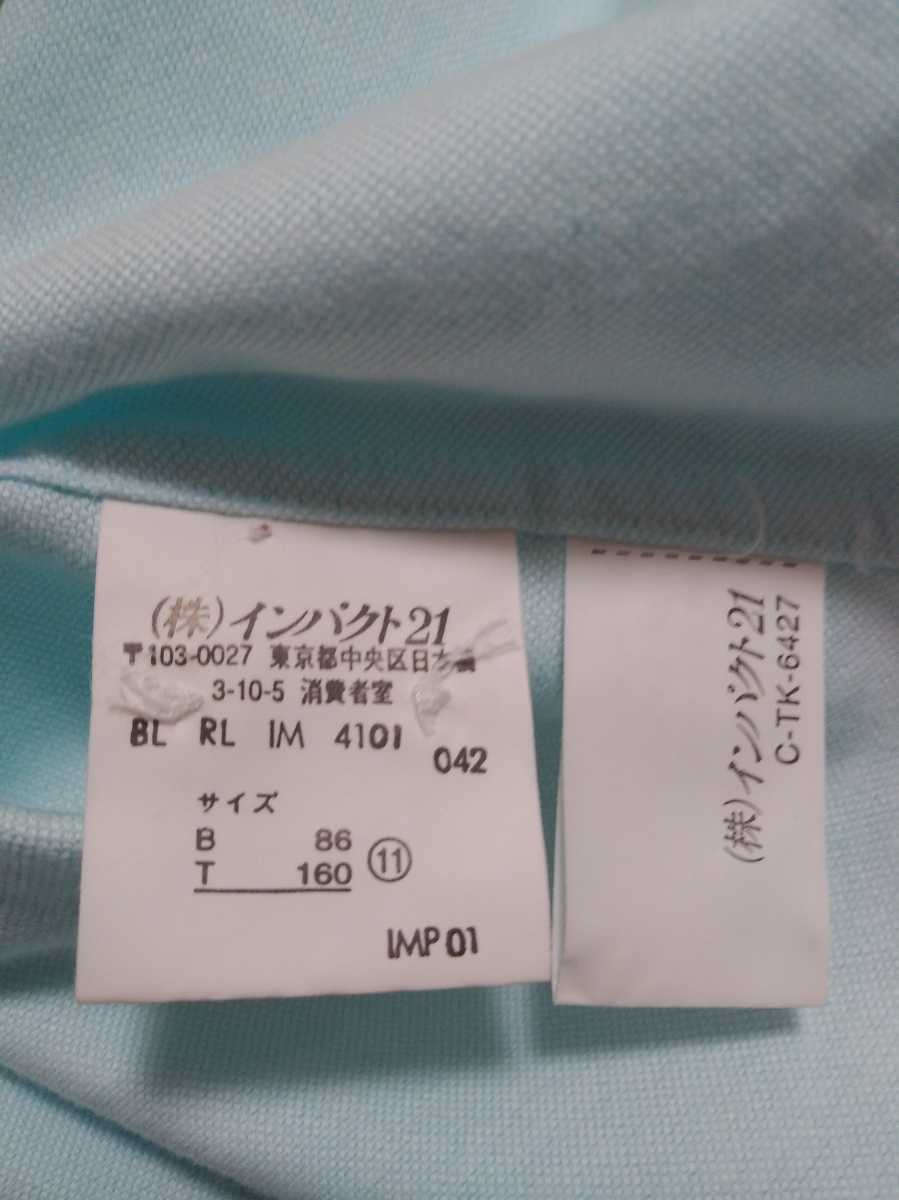 (株)インパクト21
〒103-0027 東京都中央区日本橋
3-10-5 消費者室
BL RL IM 4101
042
サイズ
B 86
T 160 ⑪
IMP 01
(株)インパクト21
C-TK-6427